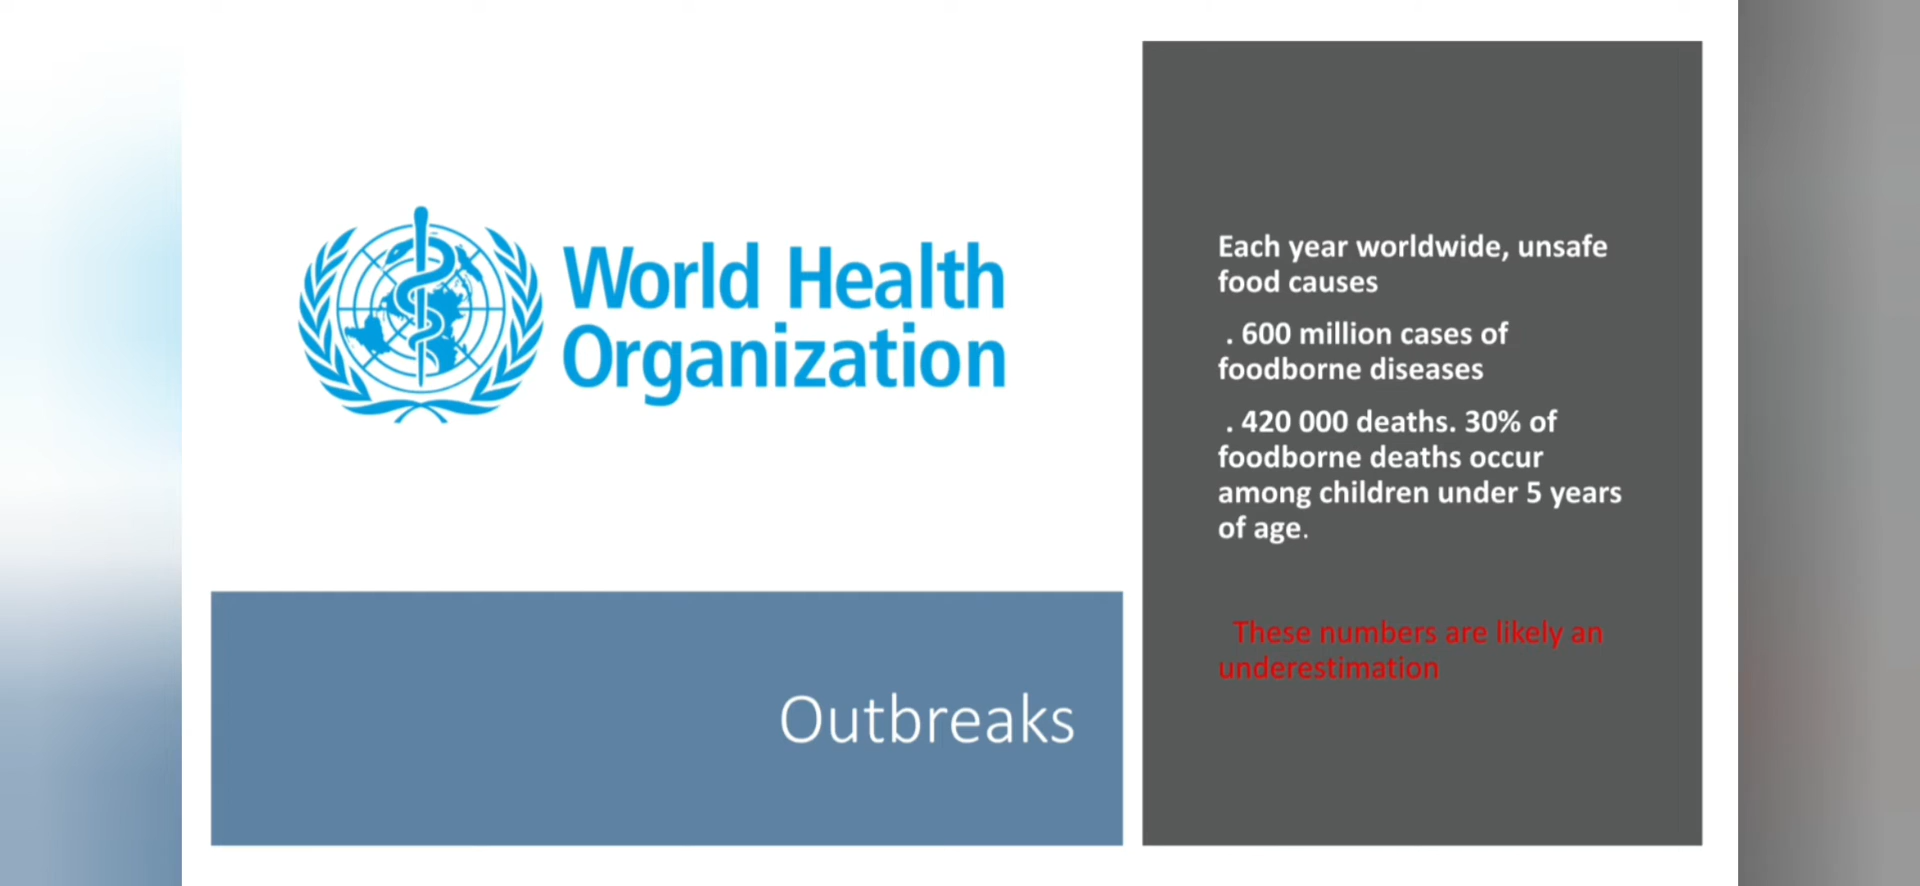 World Health
Organization
Outbreaks
Each year worldwide, unsafe
food causes
. 600 million cases of
foodborne diseases
. 420 000 deaths. 30% of
foodborne deaths occur
among children under 5 years
of age.
These numbers are likely an
underestimation